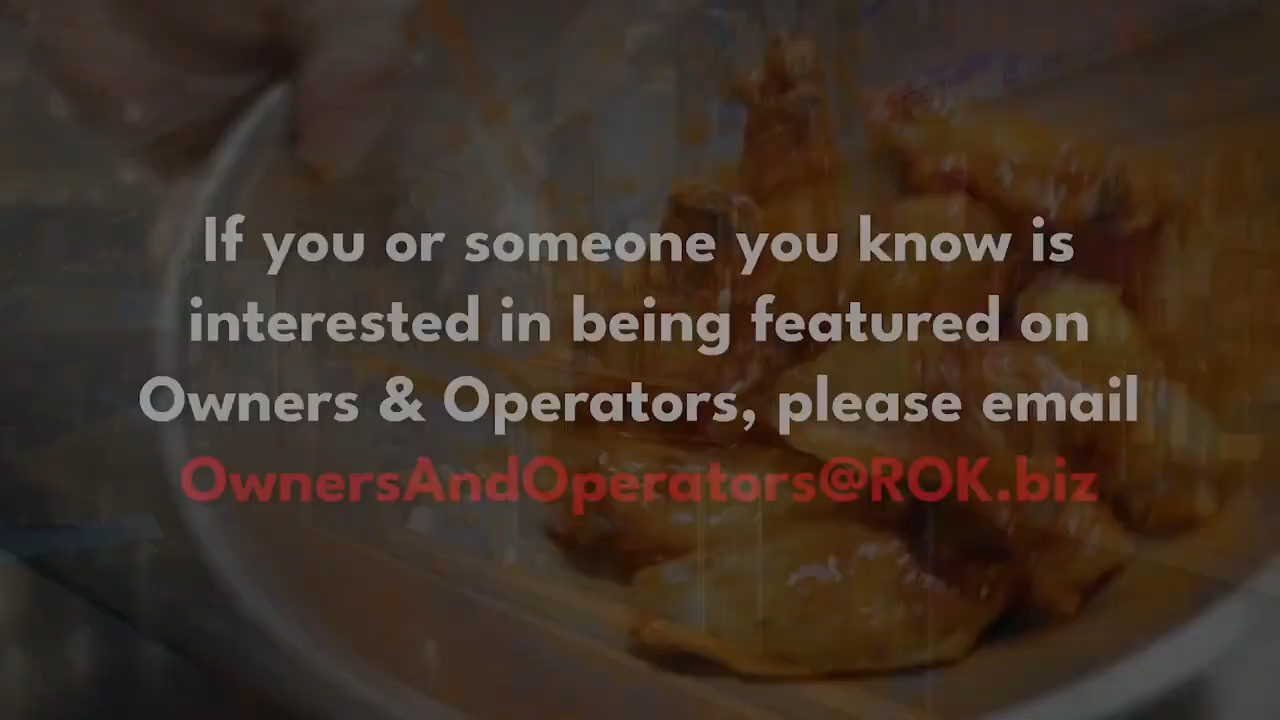 If you or someone you know is
interested in being featured on
Owners & Operators, please email
OwnersAndOperators@ROK.biz